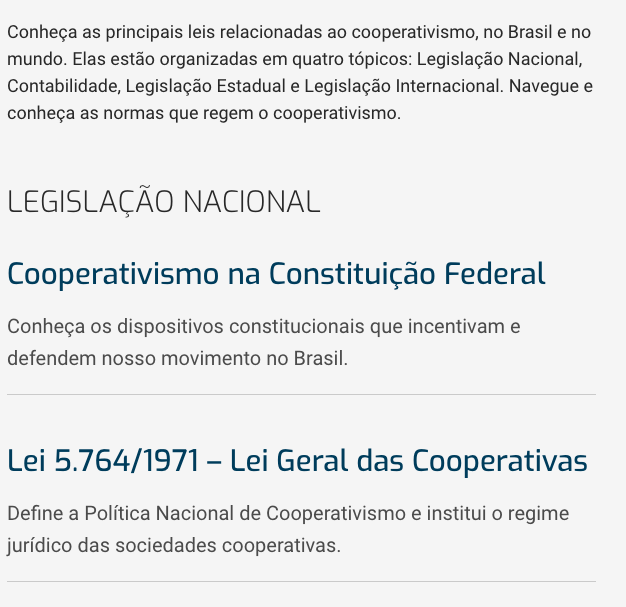 Conheça as principais leis relacionadas ao cooperativismo, no Brasil e no
mundo. Elas estão organizadas em quatro tópicos: Legislação Nacional,
Contabilidade, Legislação Estadual e Legislação Internacional. Navegue e
conheça as normas que regem o cooperativismo.
LEGISLAÇÃO NACIONAL
Cooperativismo na Constituição Federal
Conheça os dispositivos constitucionais que incentivam e
defendem nosso movimento no Brasil.
Lei 5.764/1971 – Lei Geral das Cooperativas
Define a Política Nacional de Cooperativismo e institui o regime
jurídico das sociedades cooperativas.